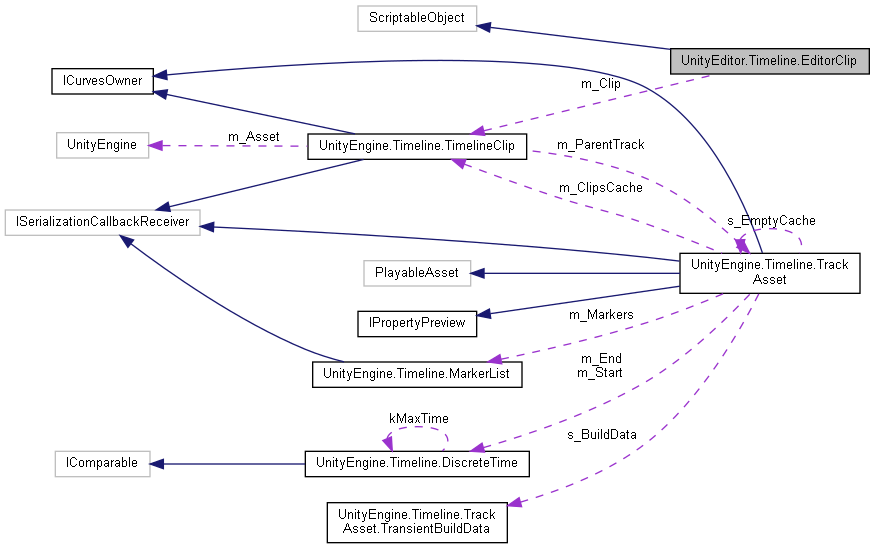 ScriptableObject
UnityEditor.Timeline.EditorClip
ICurvesOwner
m_Clip
UnityEngine
m_Asset
UnityEngine.Timeline.TimelineClip
m_ParentTrack
m_ClipsCache
ISerializationCallbackReceiver
s_EmptyCache
PlayableAsset
UnityEngine.Timeline.Track
Asset
IPropertyPreview
m_Markers
UnityEngine.Timeline.MarkerList
m_End
m_Start
kMaxTime
s_BuildData
IComparable
UnityEngine.Timeline.DiscreteTime
UnityEngine.Timeline.Track
Asset.TransientBuildData